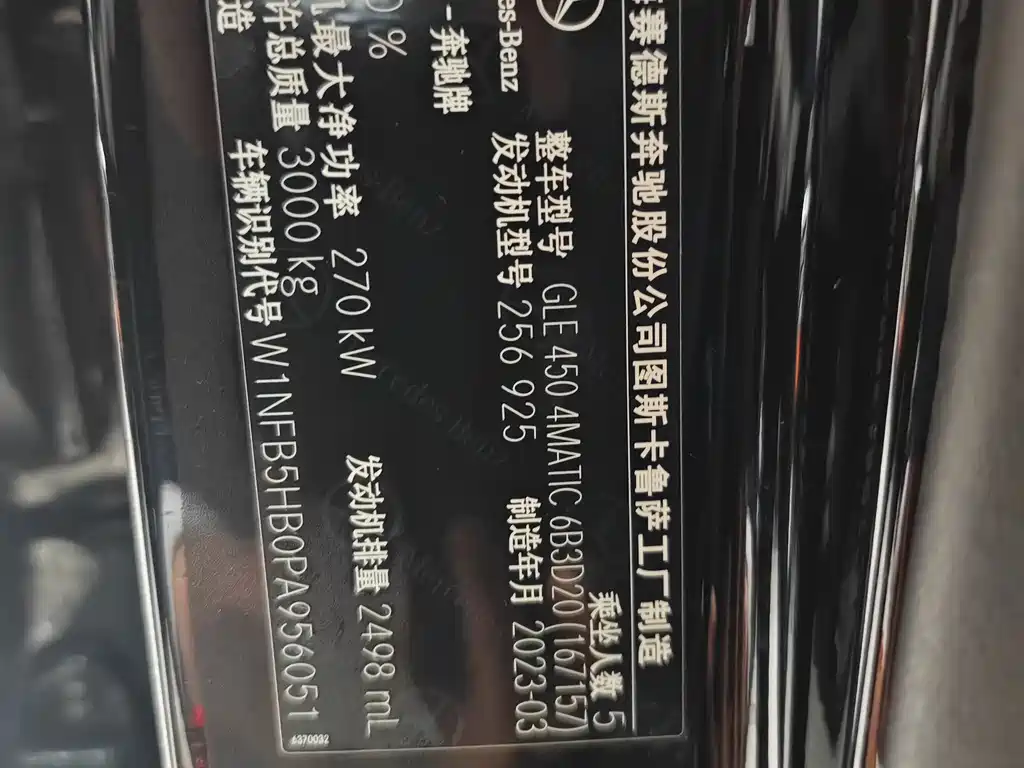 赛德斯奔驰股份公司图斯卡鲁萨工厂制造
整车型号 GLE 450 4MATIC 6B3D20(167157) 乘坐人数 5
es-Benz 发动机型号 256 925 制造年月 2023-03
-奔驰牌
0% 最大净功率 270 kW 发动机排量 2498 mL
许总质量 3000 kg
造 车辆识别代号 W1NFB5HB0PA956051
6370032